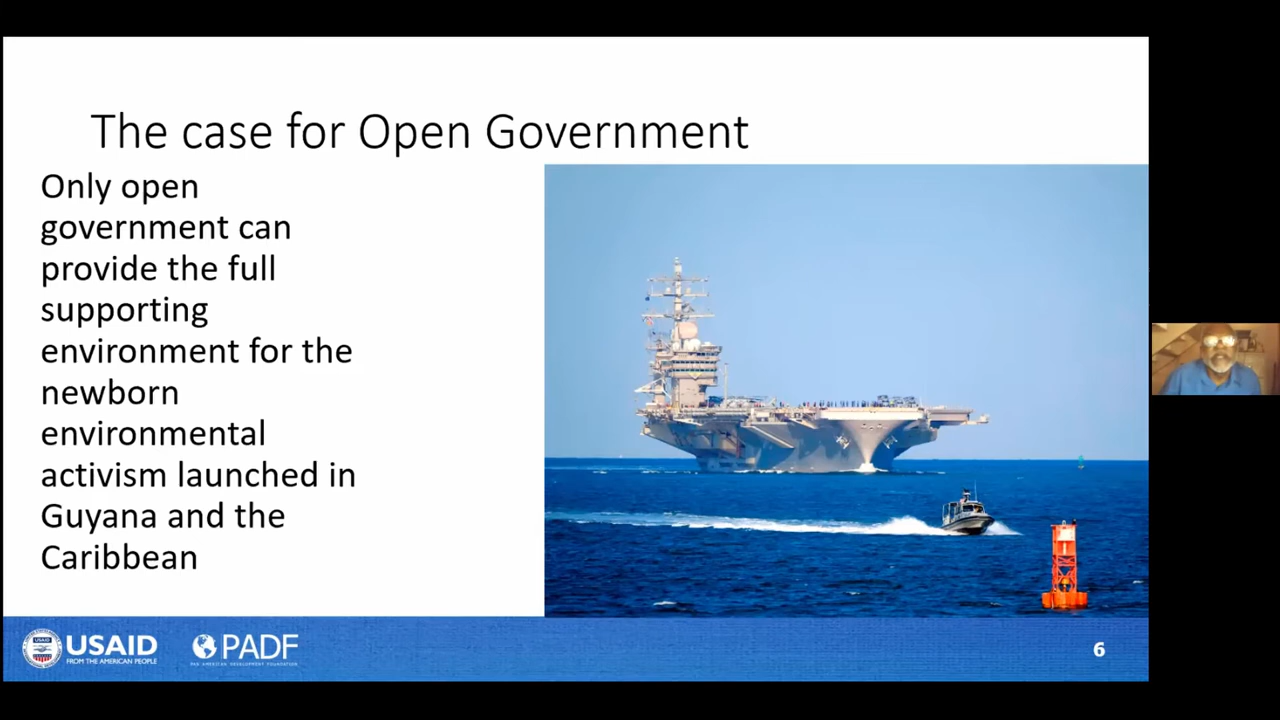 The case for Open Government
Only open
government can
provide the full
supporting
environment for the
newborn
environmental
activism launched in
Guyana and the
Caribbean
USAID
USAID
FROM THE AMERICAN PEOPLE
PADF
PAN AMERICAN DEVELOPMENT FOUNDATION
6